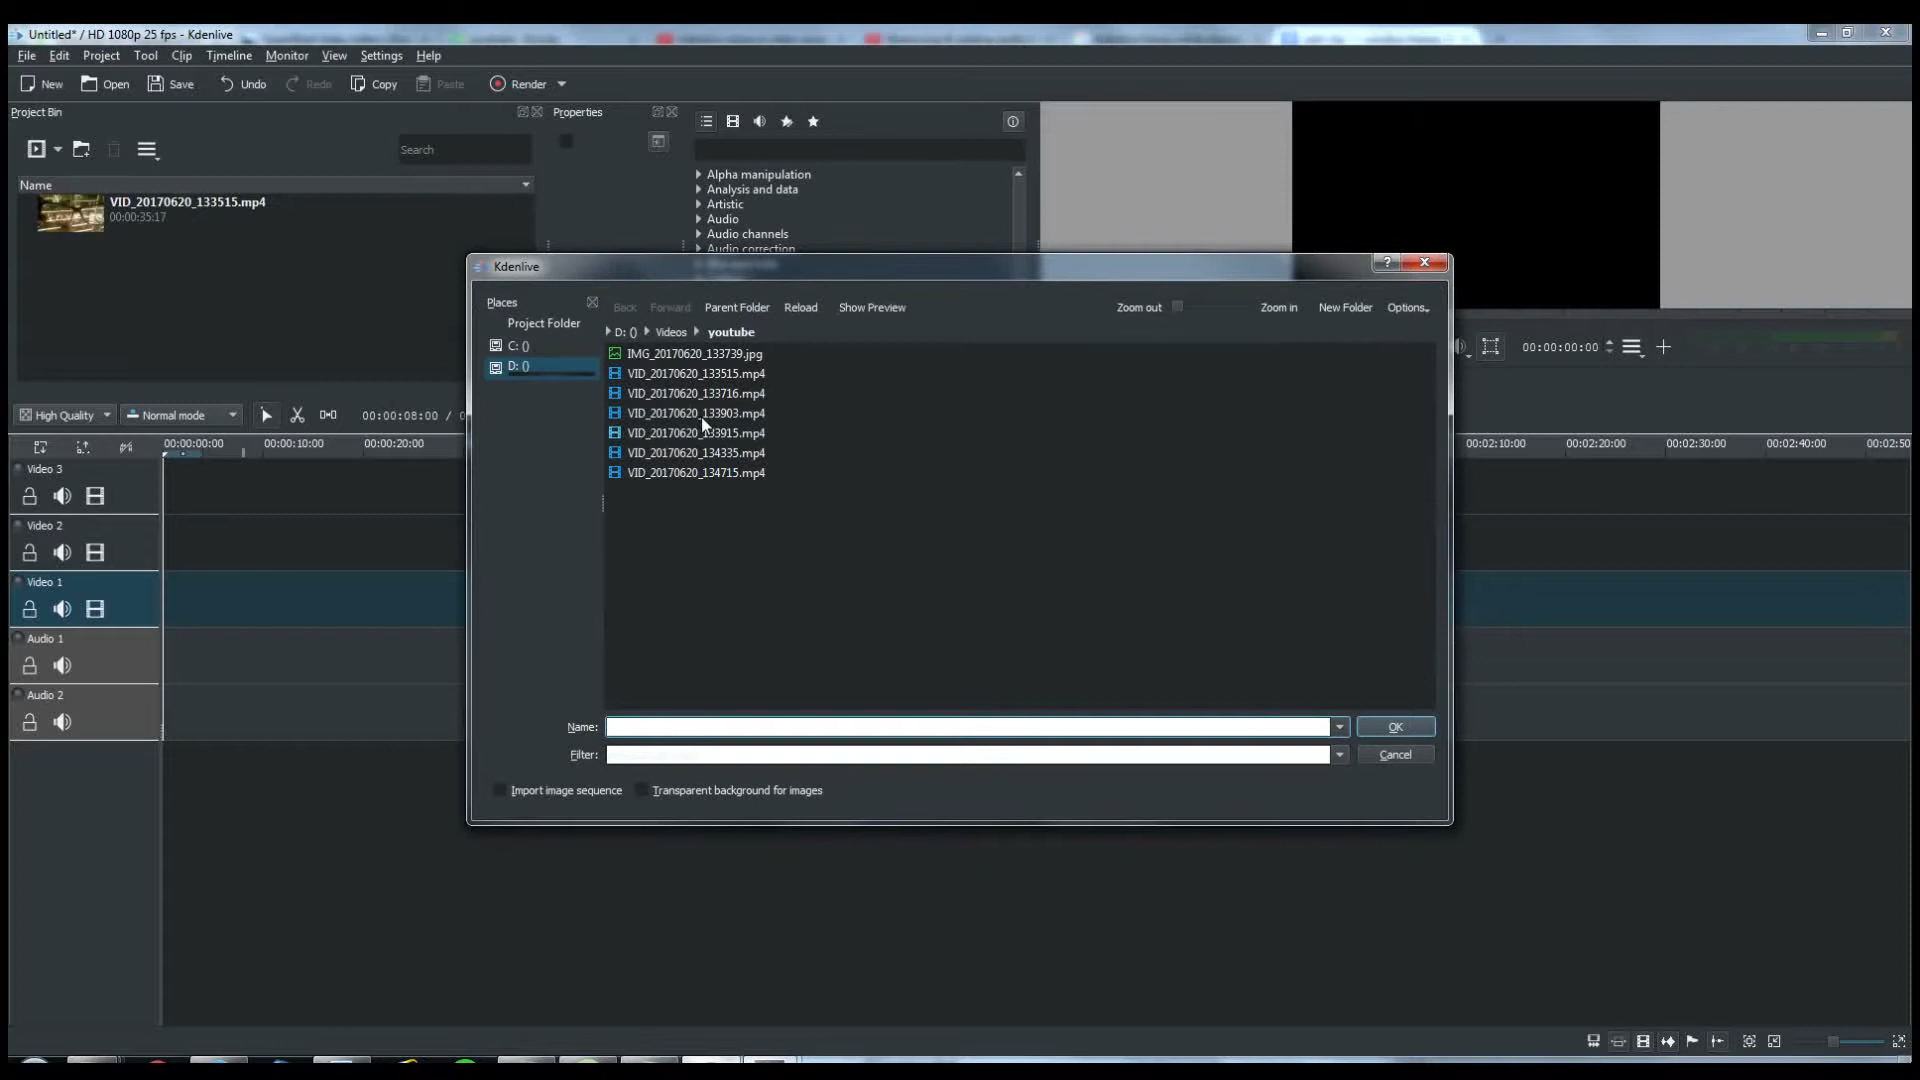 Untitled* / HD 1080p 25 fps - Kdenlive
File Edit Project Tool Clip Timeline Monitor View Settings Help
New Open Save Undo Redo Copy Paste Render
Project Bin
Properties
Search
Name
VID_20170620_133515.mp4
00:00:35:17
Alpha manipulation
Analysis and data
Artistic
Audio
Audio channels
Audio correction
Kdenlive
?
Places
Project Folder
C: ()
D: ()
Back Forward Parent Folder Reload Show Preview Zoom out Zoom in New Folder Options
D: () Videos youtube
IMG_20170620_133739.jpg
VID_20170620_133515.mp4
VID_20170620_133716.mp4
VID_20170620_133903.mp4
VID_20170620_133915.mp4
VID_20170620_134335.mp4
VID_20170620_134715.mp4
Name:
OK
Filter:
Cancel
Import image sequence Transparent background for images
00:00:00:00
High Quality Normal mode 00:00:08:00 /
00:00:00:00 00:00:10:00 00:00:20:00
00:02:10:00 00:02:20:00 00:02:30:00 00:02:40:00 00:02:50
Video 3
Video 2
Video 1
Audio 1
Audio 2